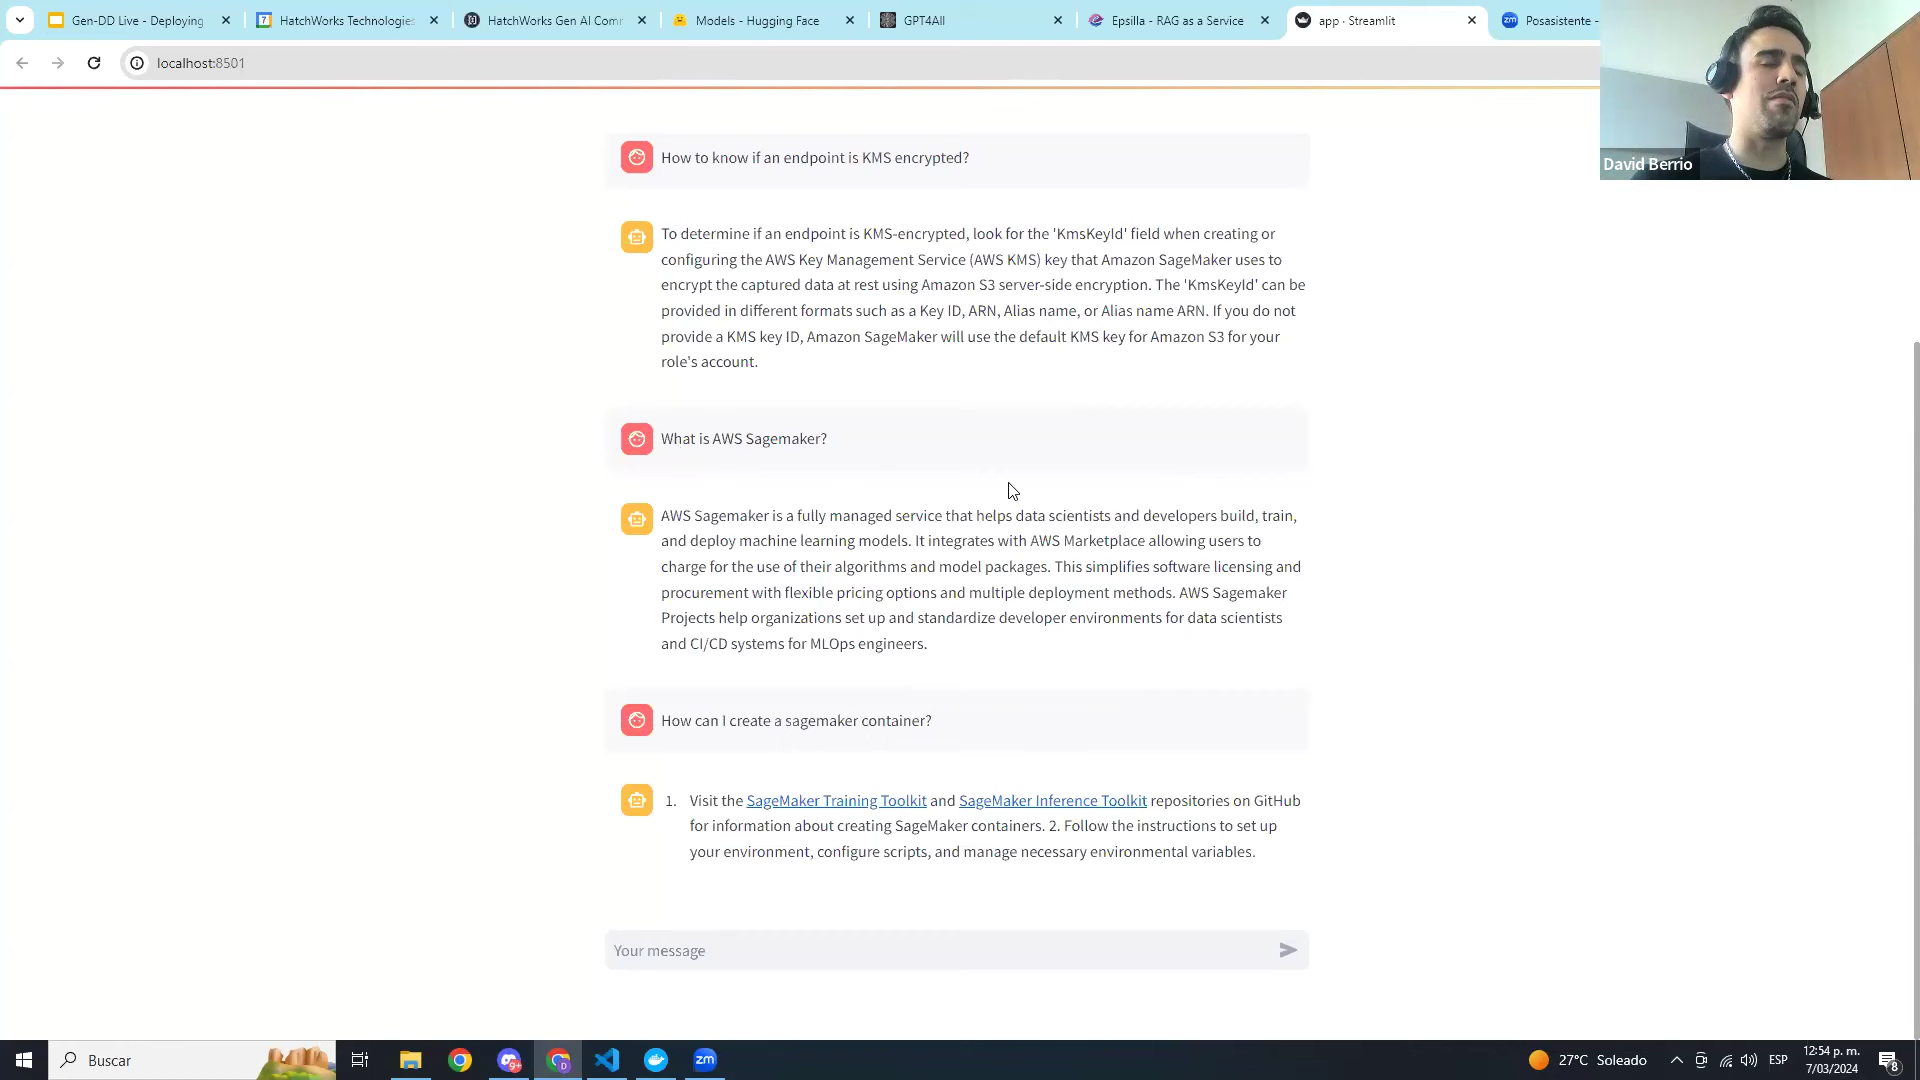 Gen-DD Live - Deploying
HatchWorks Technologies
HatchWorks Gen AI Comm
Models - Hugging Face
GPT4All
Epsilla - RAG as a Service
app · Streamlit
Posasistente -
localhost:8501
David Berrio
How to know if an endpoint is KMS encrypted?
To determine if an endpoint is KMS-encrypted, look for the 'KmsKeyId' field when creating or
configuring the AWS Key Management Service (AWS KMS) key that Amazon SageMaker uses to
encrypt the captured data at rest using Amazon S3 server-side encryption. The 'KmsKeyId' can be
provided in different formats such as a Key ID, ARN, Alias name, or Alias name ARN. If you do not
provide a KMS key ID, Amazon SageMaker will use the default KMS key for Amazon S3 for your
role's account.
What is AWS Sagemaker?
AWS Sagemaker is a fully managed service that helps data scientists and developers build, train,
and deploy machine learning models. It integrates with AWS Marketplace allowing users to
charge for the use of their algorithms and model packages. This simplifies software licensing and
procurement with flexible pricing options and multiple deployment methods. AWS Sagemaker
Projects help organizations set up and standardize developer environments for data scientists
and CI/CD systems for MLOps engineers.
How can I create a sagemaker container?
1. Visit the SageMaker Training Toolkit and SageMaker Inference Toolkit repositories on GitHub
for information about creating SageMaker containers. 2. Follow the instructions to set up
your environment, configure scripts, and manage necessary environmental variables.
Your message
Buscar
27°C Soleado
ESP
12:54 p. m.
7/03/2024
8